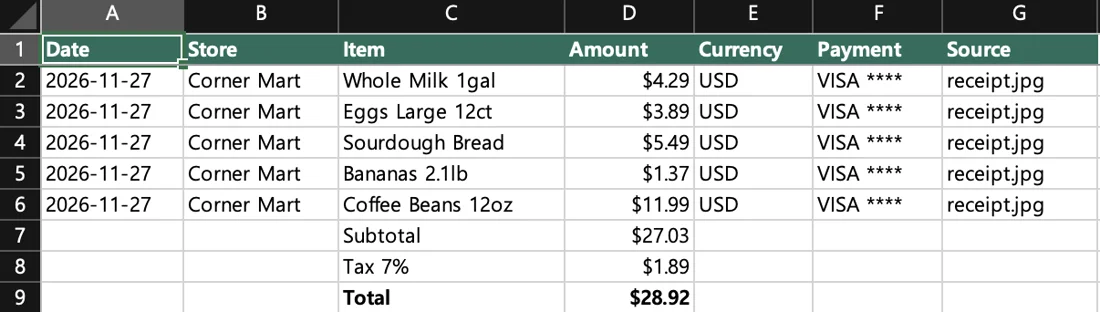 A B C D E F G
1 Date Store Item Amount Currency Payment Source
2 2026-11-27 Corner Mart Whole Milk 1gal $4.29 USD VISA **** receipt.jpg
3 2026-11-27 Corner Mart Eggs Large 12ct $3.89 USD VISA **** receipt.jpg
4 2026-11-27 Corner Mart Sourdough Bread $5.49 USD VISA **** receipt.jpg
5 2026-11-27 Corner Mart Bananas 2.1lb $1.37 USD VISA **** receipt.jpg
6 2026-11-27 Corner Mart Coffee Beans 12oz $11.99 USD VISA **** receipt.jpg
7 Subtotal $27.03
8 Tax 7% $1.89
9 Total $28.92